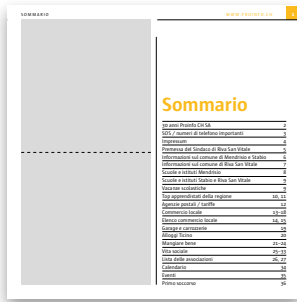 SOMMARIO
WWW.PROINFO.CH
Sommario
30 anni Proinfo CH SA 2
SOS / numeri di telefono importanti 3
Impressum 4
Premessa del Sindaco di Riva San Vitale 5
Informazioni sul comune di Mendrisio e Stabio 6
Informazioni sul comune di Riva San Vitale 7
Scuole e istituti Mendrisio 8
Scuole e istituti Stabio e Riva San Vitale 9
Vacanze scolastiche 9
Top apprendistati della regione 10, 11
Agenzie postali / tariffe 12
Commercio locale 13–18
Elenco commercio locale 14, 15
Garage e carrozzerie 19
Alloggi Ticino 20
Mangiare bene 21–24
Vita sociale 25–33
Lista delle associazioni 26, 27
Calendario 34
Eventi 35
Primo soccorso 36